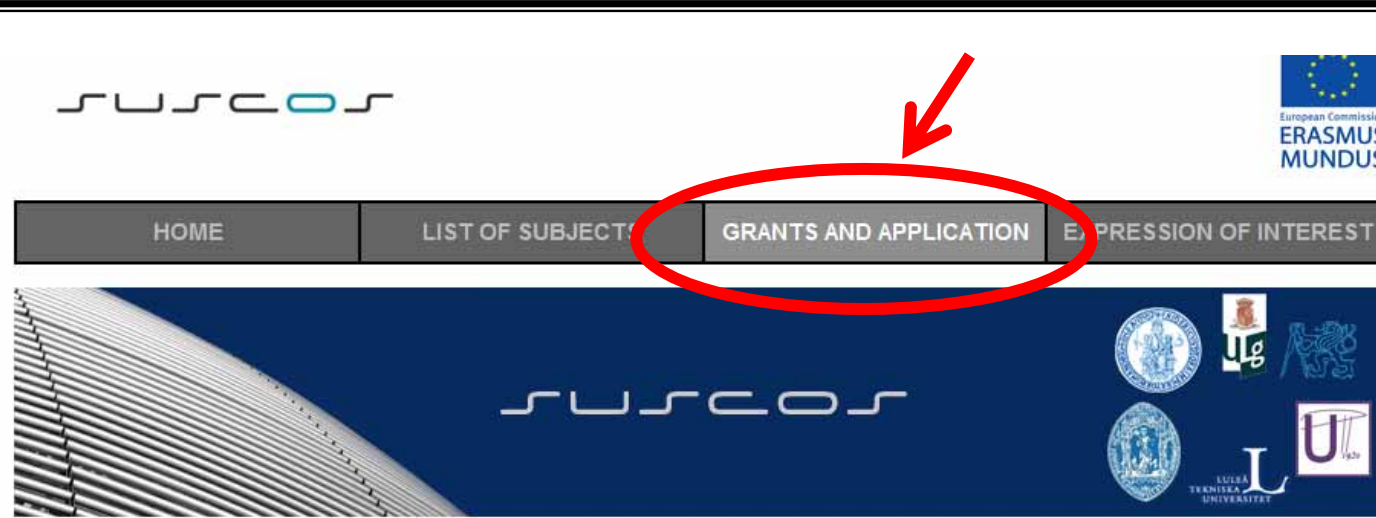 suscos
European Commissi
ERASMUS
MUNDUS
HOME
LIST OF SUBJECTS
GRANTS AND APPLICATION
EXPRESSION OF INTEREST
suscos
ULg
LULEÅ
TEKNISKA
UNIVERSITET